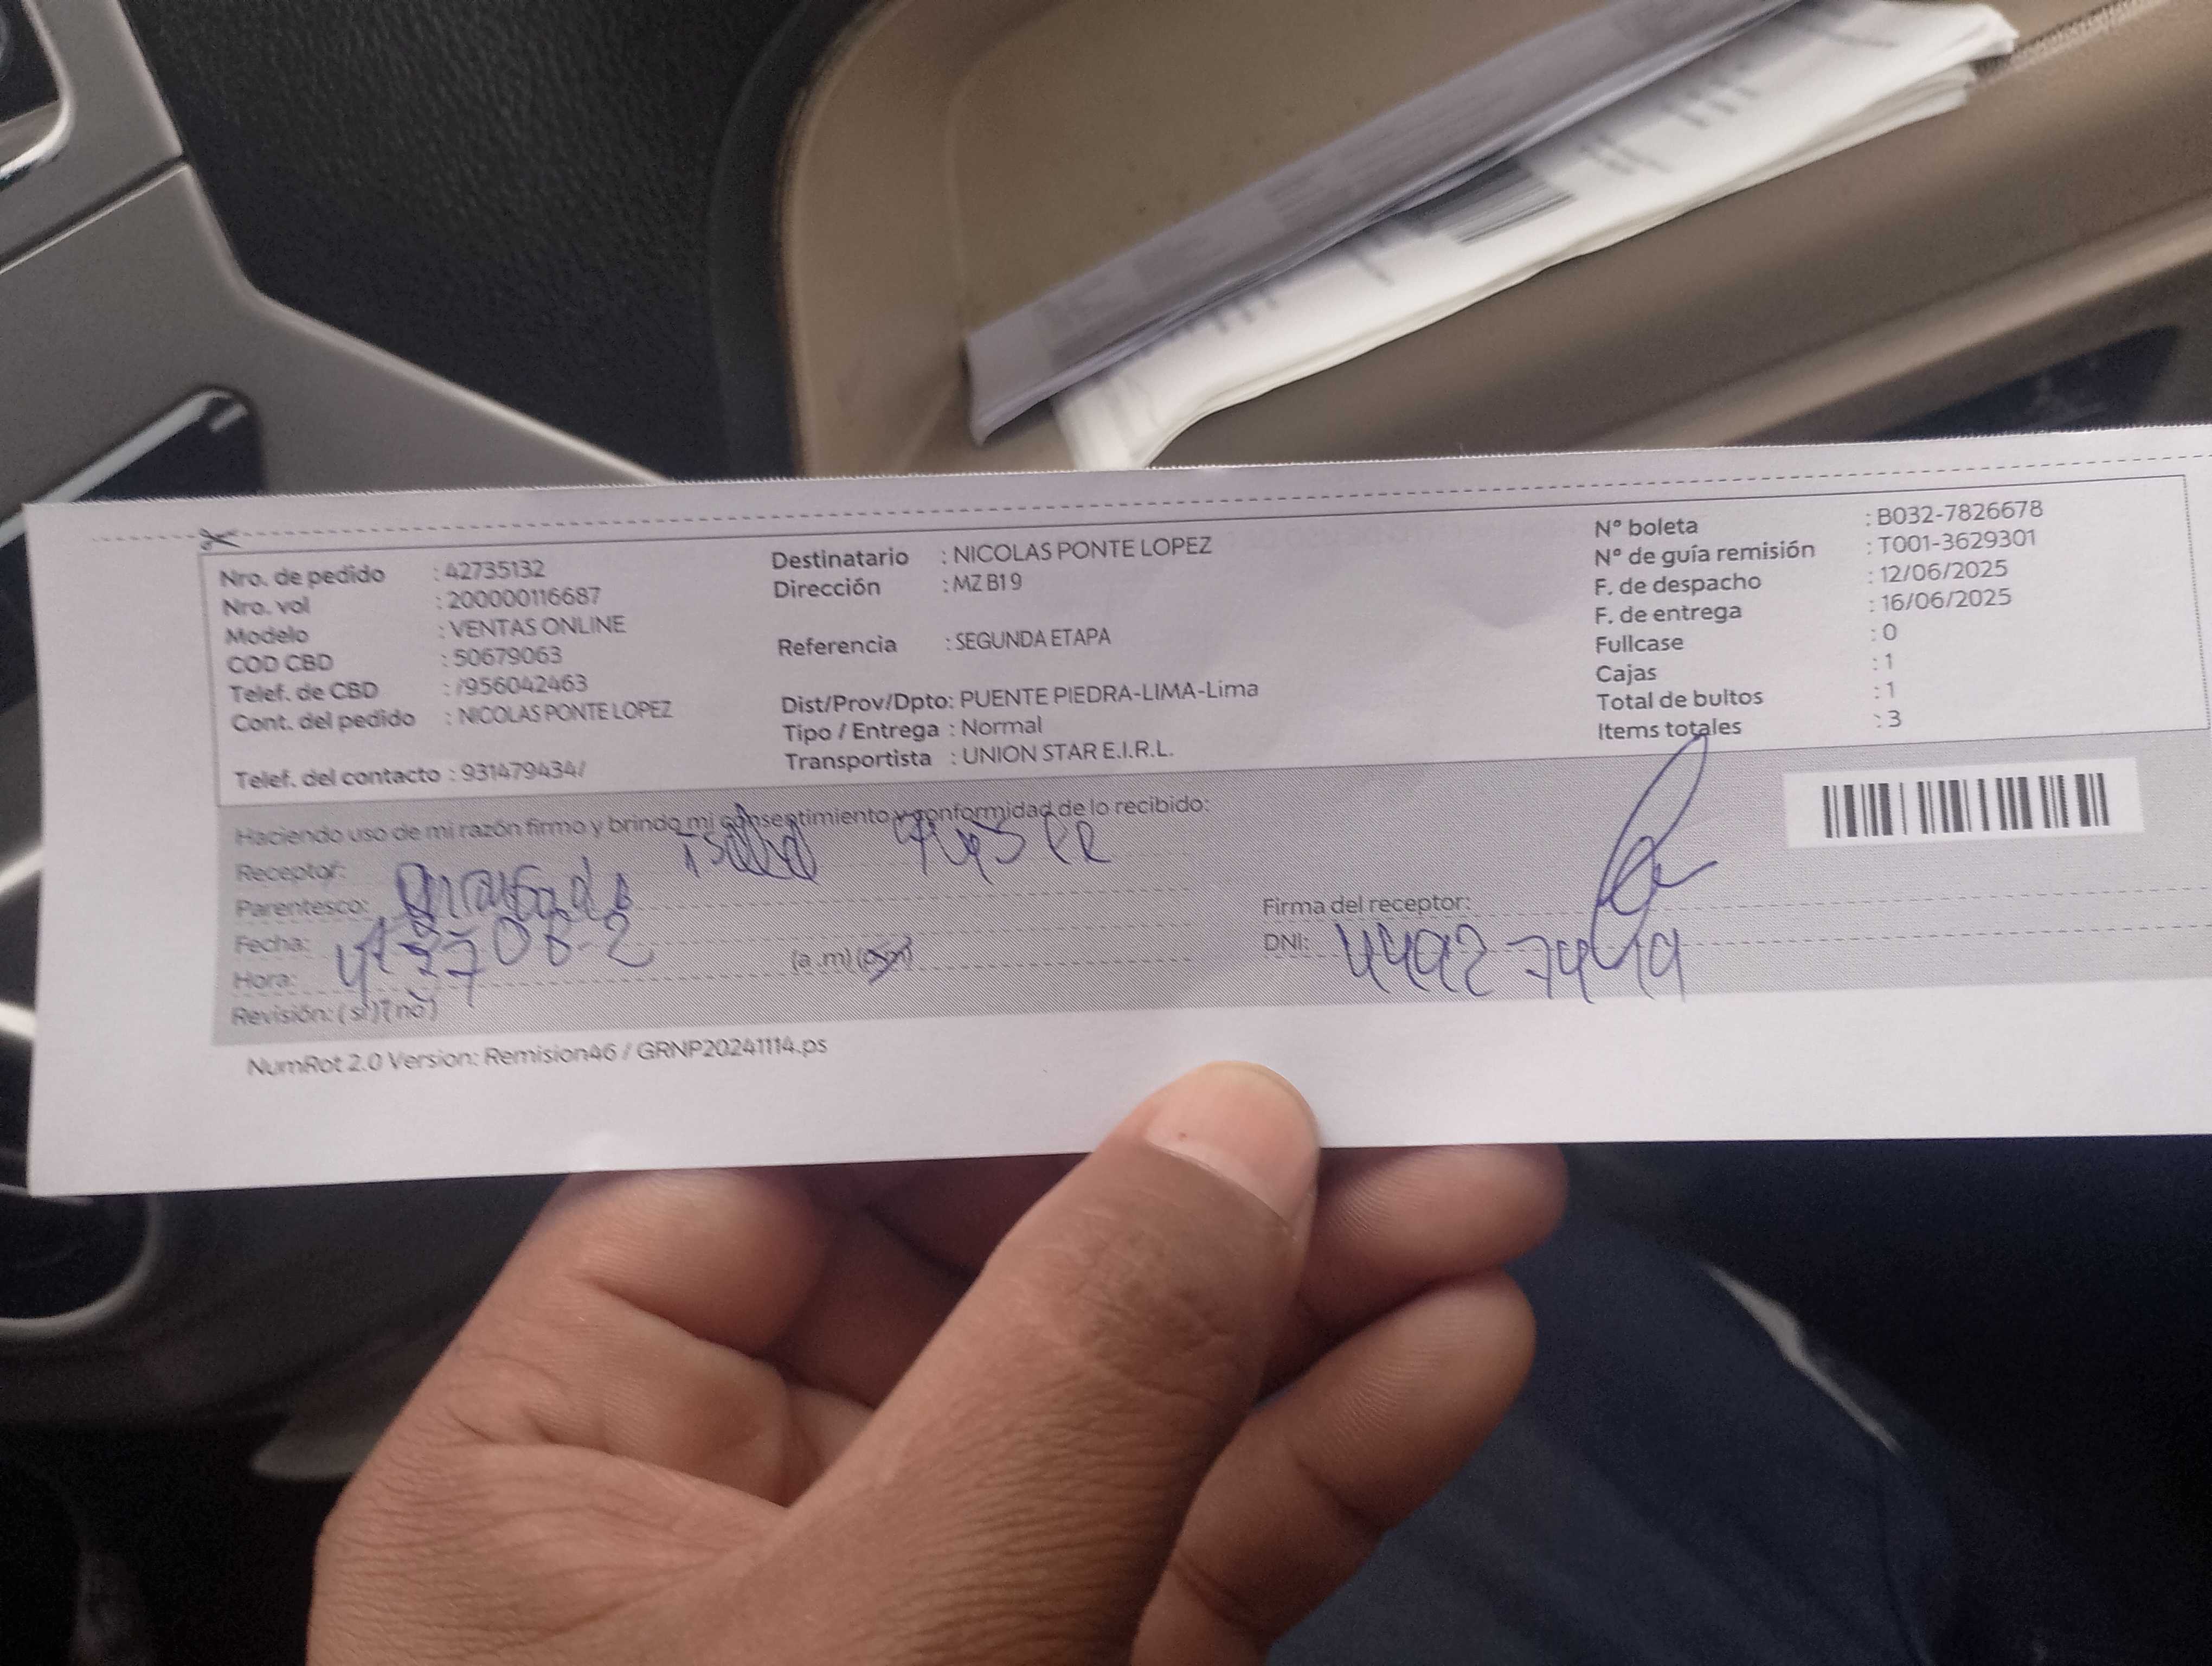 Nro. de pedido : 42735132
Nro. vol : 200000116687
Modelo : VENTAS ONLINE
COD CBD : 50679063
Telef. de CBD : /956042463
Cont. del pedido : NICOLAS PONTE LOPEZ
Telef. del contacto : 931479434/
Destinatario : NICOLAS PONTE LOPEZ
Dirección : MZ B19
Referencia : SEGUNDA ETAPA
Dist/Prov/Dpto: PUENTE PIEDRA-LIMA-Lima
Tipo / Entrega : Normal
Transportista : UNION STAR E.I.R.L.
N° boleta : B032-7826678
N° de guía remisión : T001-3629301
F. de despacho : 12/06/2025
F. de entrega : 16/06/2025
Fullcase : 0
Cajas : 1
Total de bultos : 1
Items totales : 3
Haciendo uso de mi razón firmo y brindo mi consentimiento y conformidad de lo recibido:
Receptor:
Parentesco:
Fecha:
Hora: (a.m) (p.m)
Revisión: (si) (no)
Firma del receptor:
DNI:
NumRot 2.0 Version: Remision46 / GRNP20241114.ps